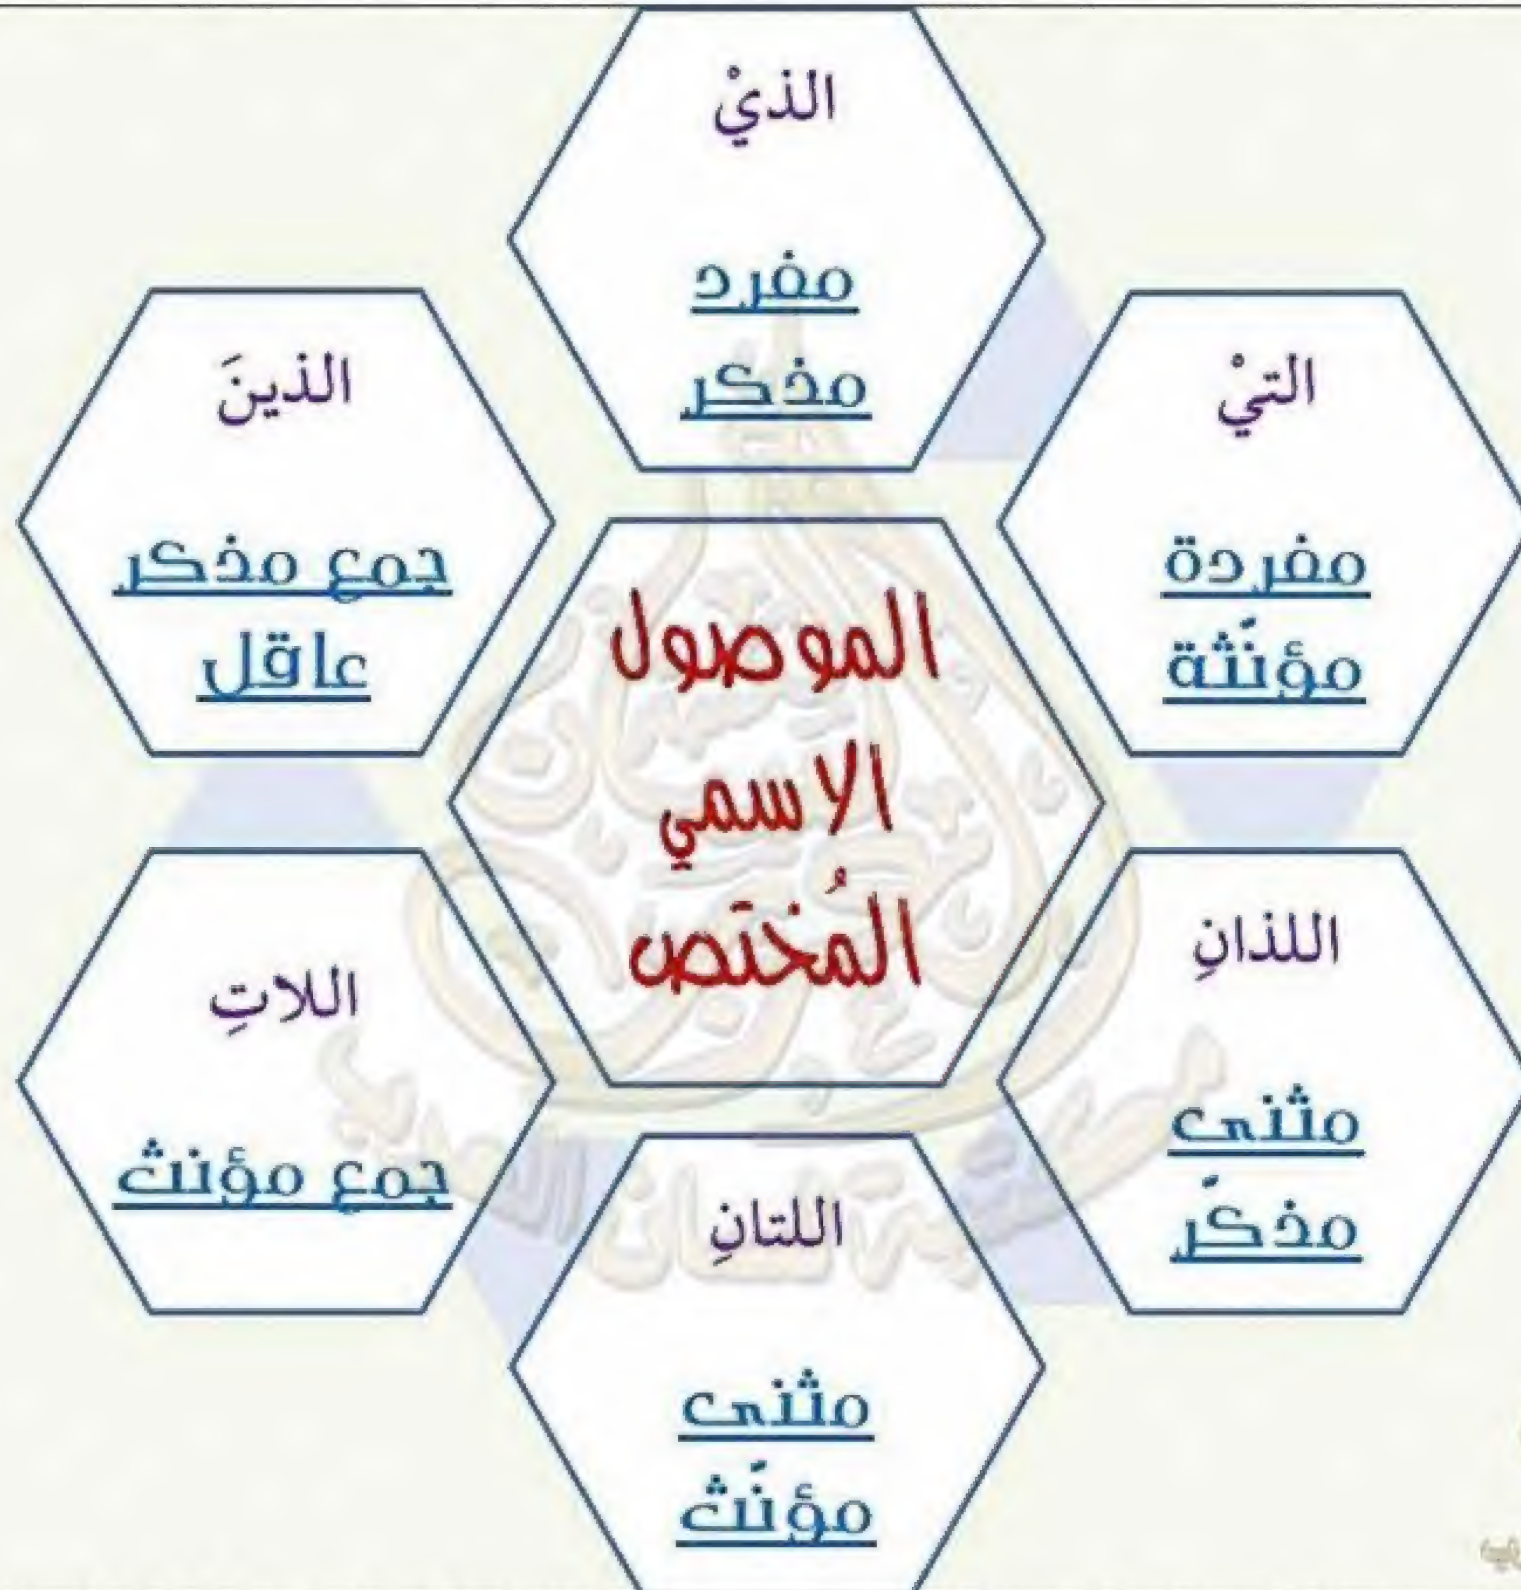 الذيْ
مفرد
مذكر
التيْ
مفردة
مؤنّثة
الذينَ
جمع مذكر
عاقل
الموصول
الاسمي
المُختص
اللذانِ
مثنى
مذكّر
اللاتِ
جمع مؤنث
اللتانِ
مثنى
مؤنّث